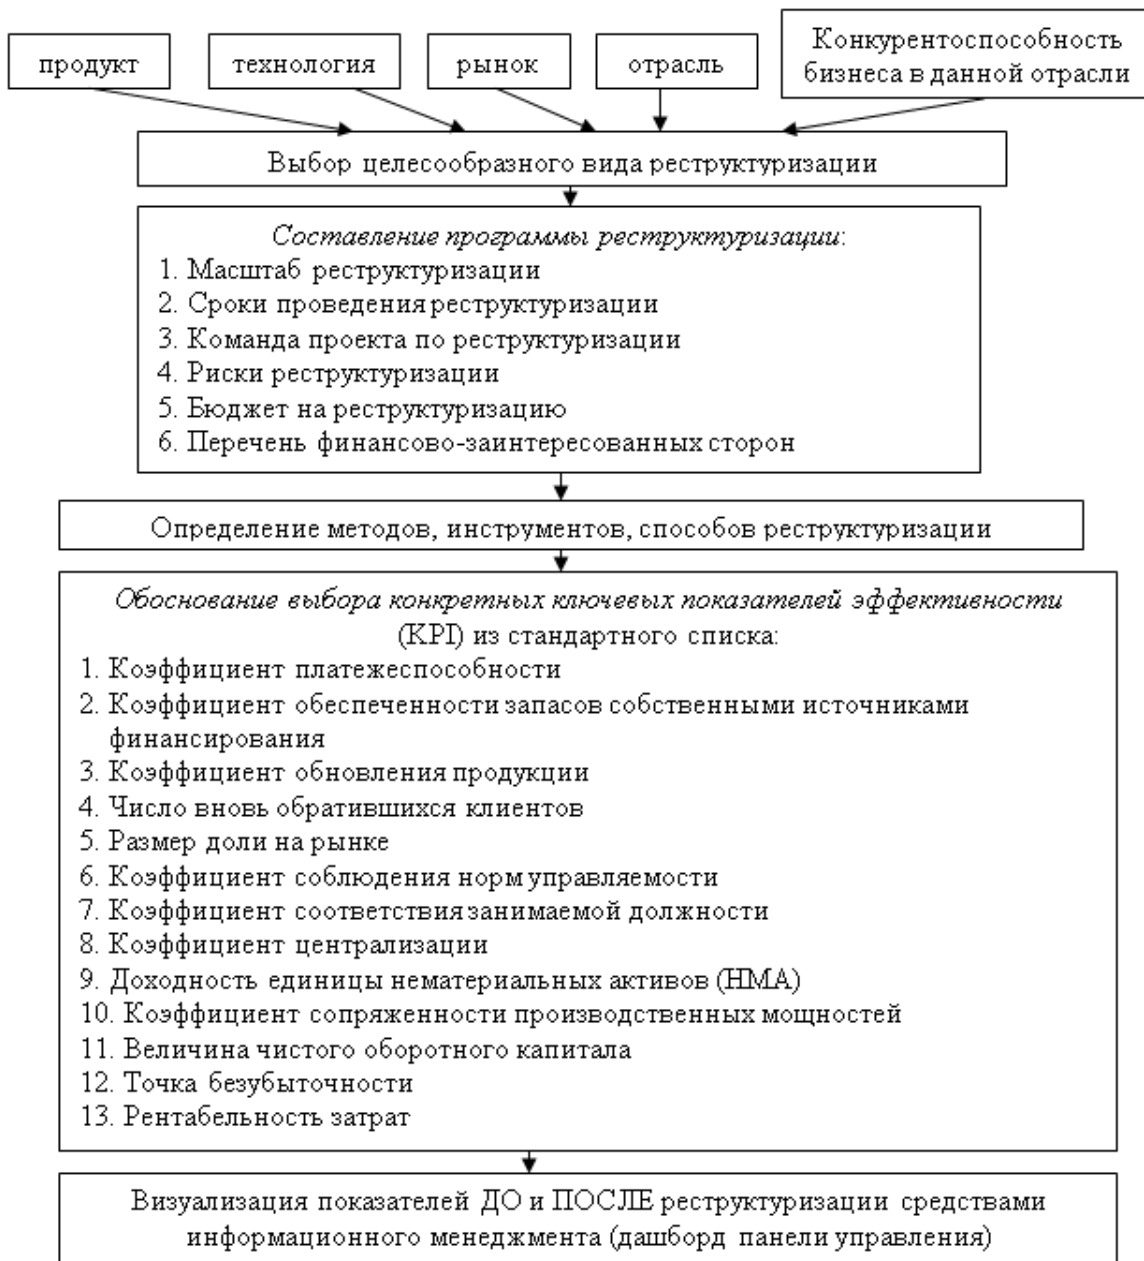 продукт
технология
рынок
отрасль
Конкурентоспособность
бизнеса в данной отрасли
Выбор целесообразного вида реструктуризации
Составление программы реструктуризации:
1. Масштаб реструктуризации
2. Сроки проведения реструктуризации
3. Команда проекта по реструктуризации
4. Риски реструктуризации
5. Бюджет на реструктуризацию
6. Перечень финансово-заинтересованных сторон
Определение методов, инструментов, способов реструктуризации
Обоснование выбора конкретных ключевых показателей эффективности
(KPI) из стандартного списка:
1. Коэффициент платежеспособности
2. Коэффициент обеспеченности запасов собственными источниками
финансирования
3. Коэффициент обновления продукции
4. Число вновь обратившихся клиентов
5. Размер доли на рынке
6. Коэффициент соблюдения норм управляемости
7. Коэффициент соответствия занимаемой должности
8. Коэффициент централизации
9. Доходность единицы нематериальных активов (НМА)
10. Коэффициент сопряженности производственных мощностей
11. Величина чистого оборотного капитала
12. Точка безубыточности
13. Рентабельность затрат
Визуализация показателей ДО и ПОСЛЕ реструктуризации средствами
информационного менеджмента (дашборд панели управления)